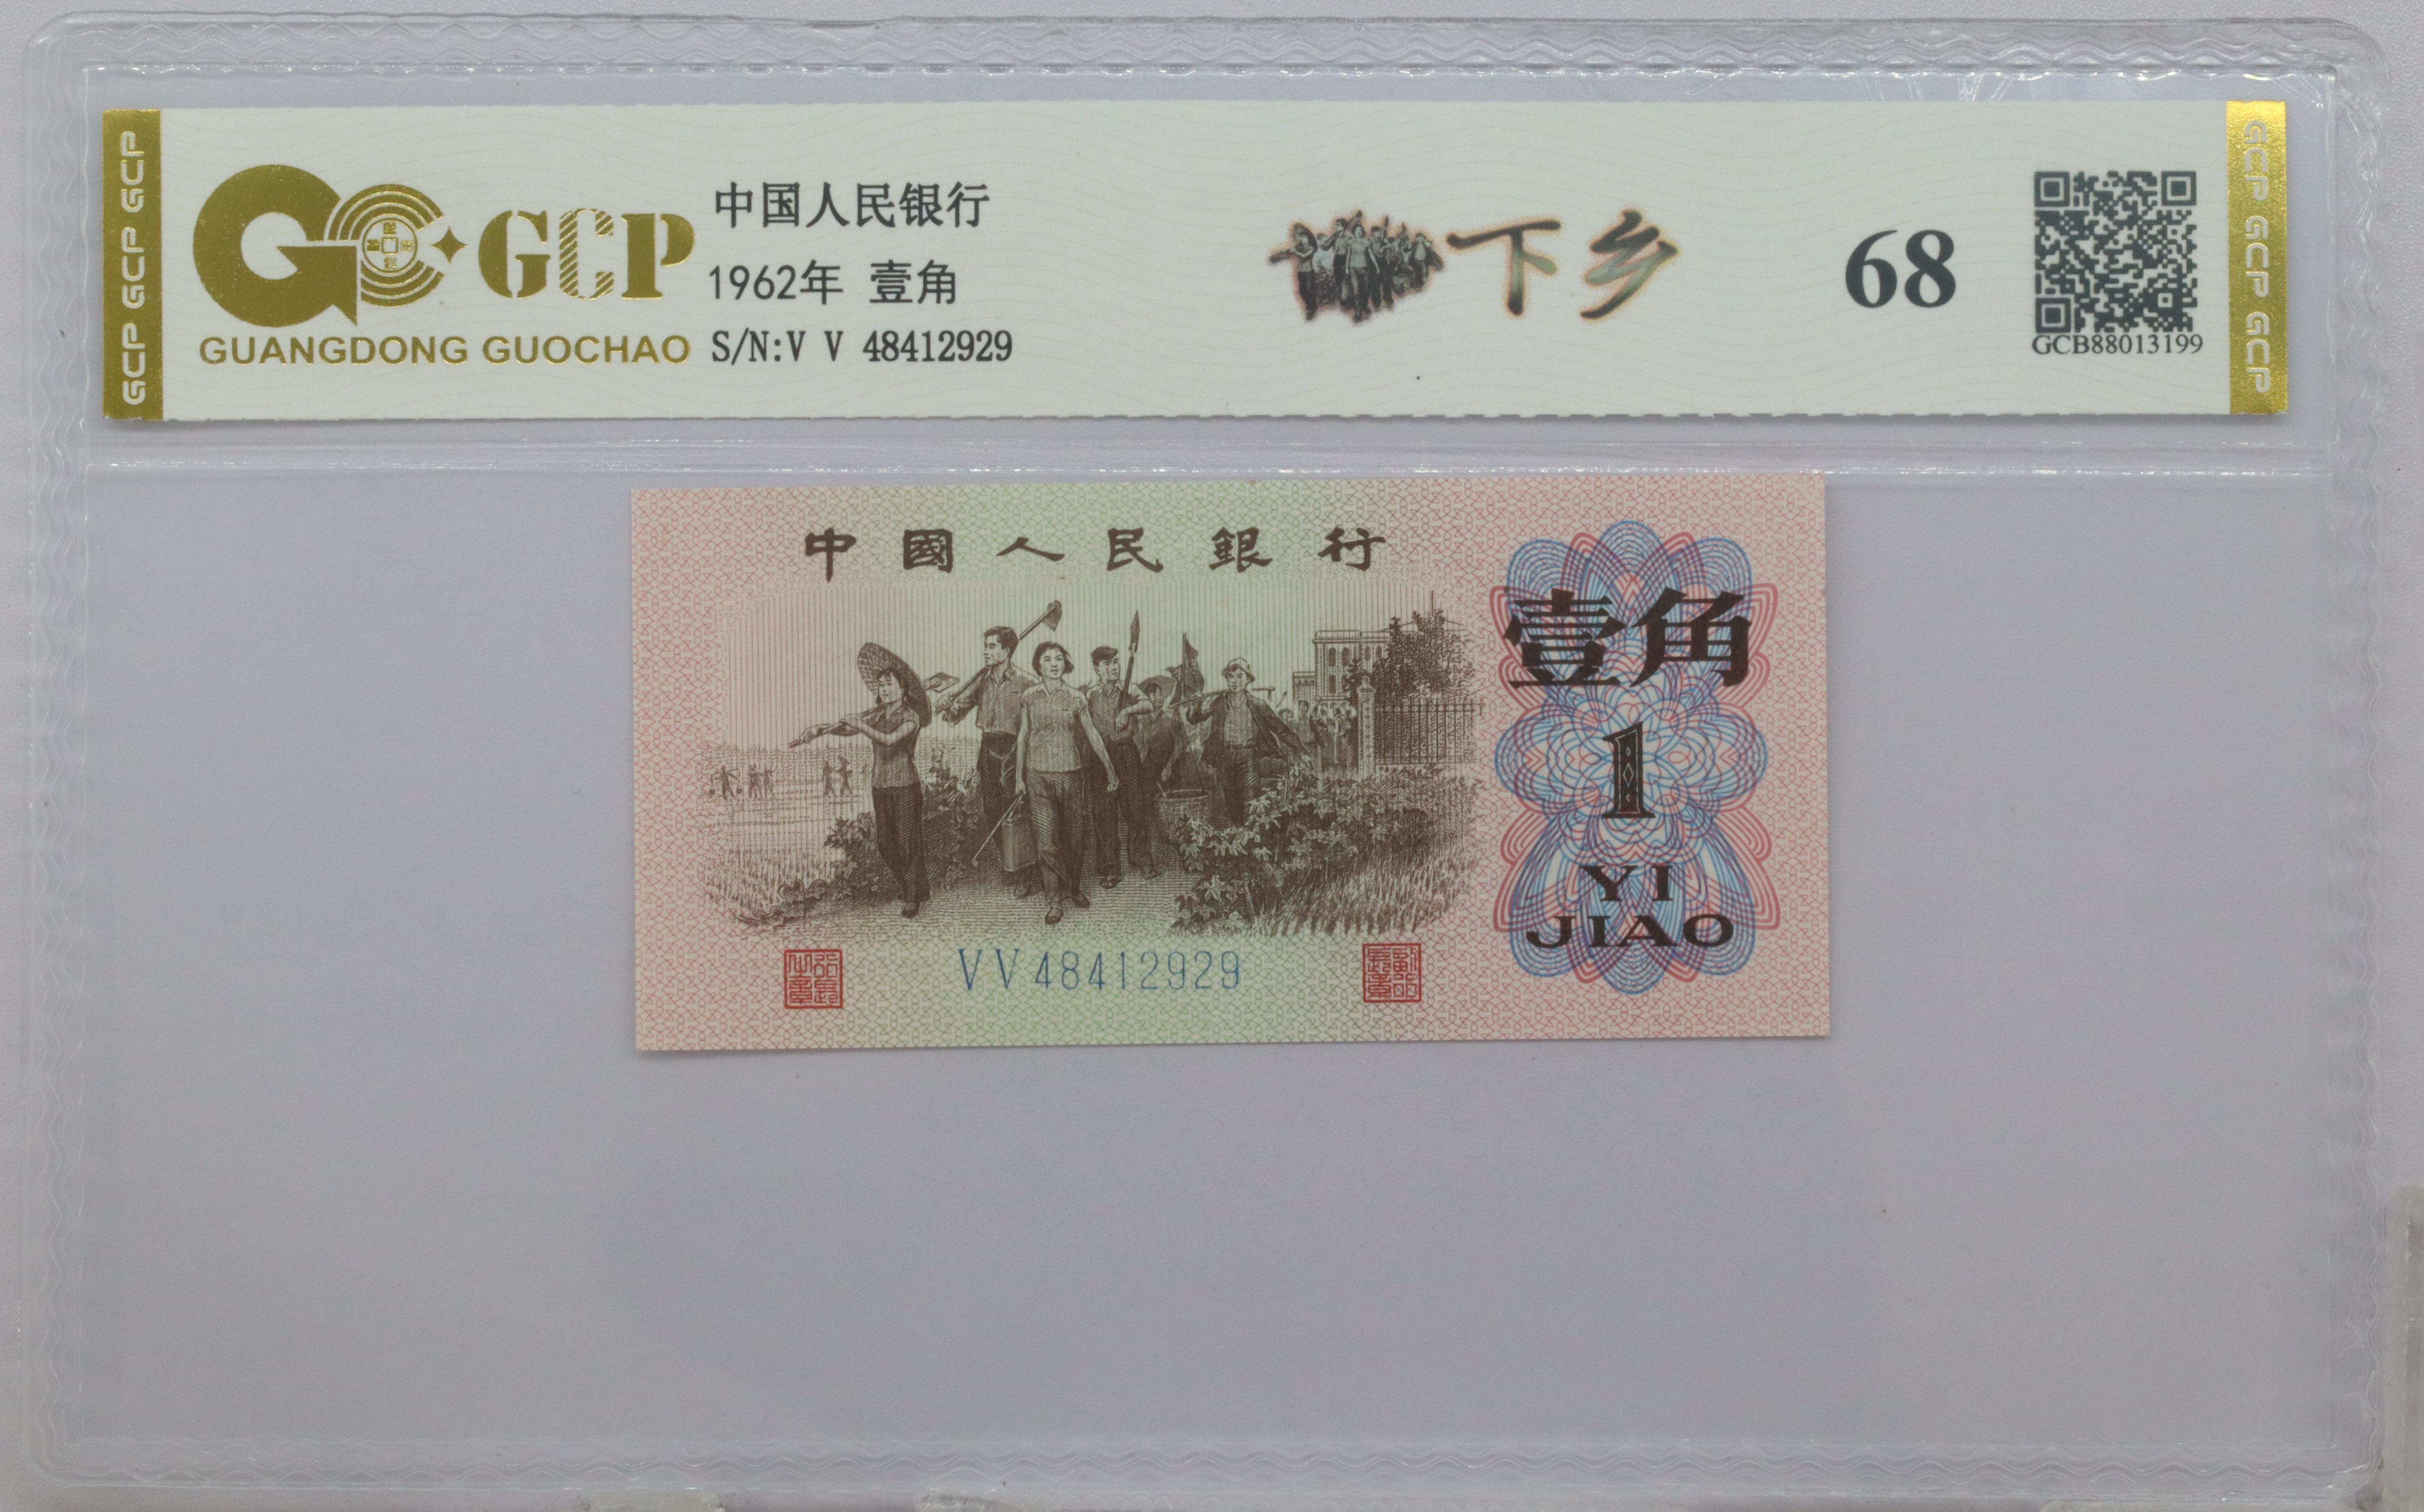 GCP GCP GCP
GCP
GUANGDONG GUOCHAO
中国人民银行
1962年 壹角
S/N:V V 48412929
下乡
68
GCB88013199
GCP GCP GCP
中國人民銀行
壹角
1
YI
JIAO
VV48412929